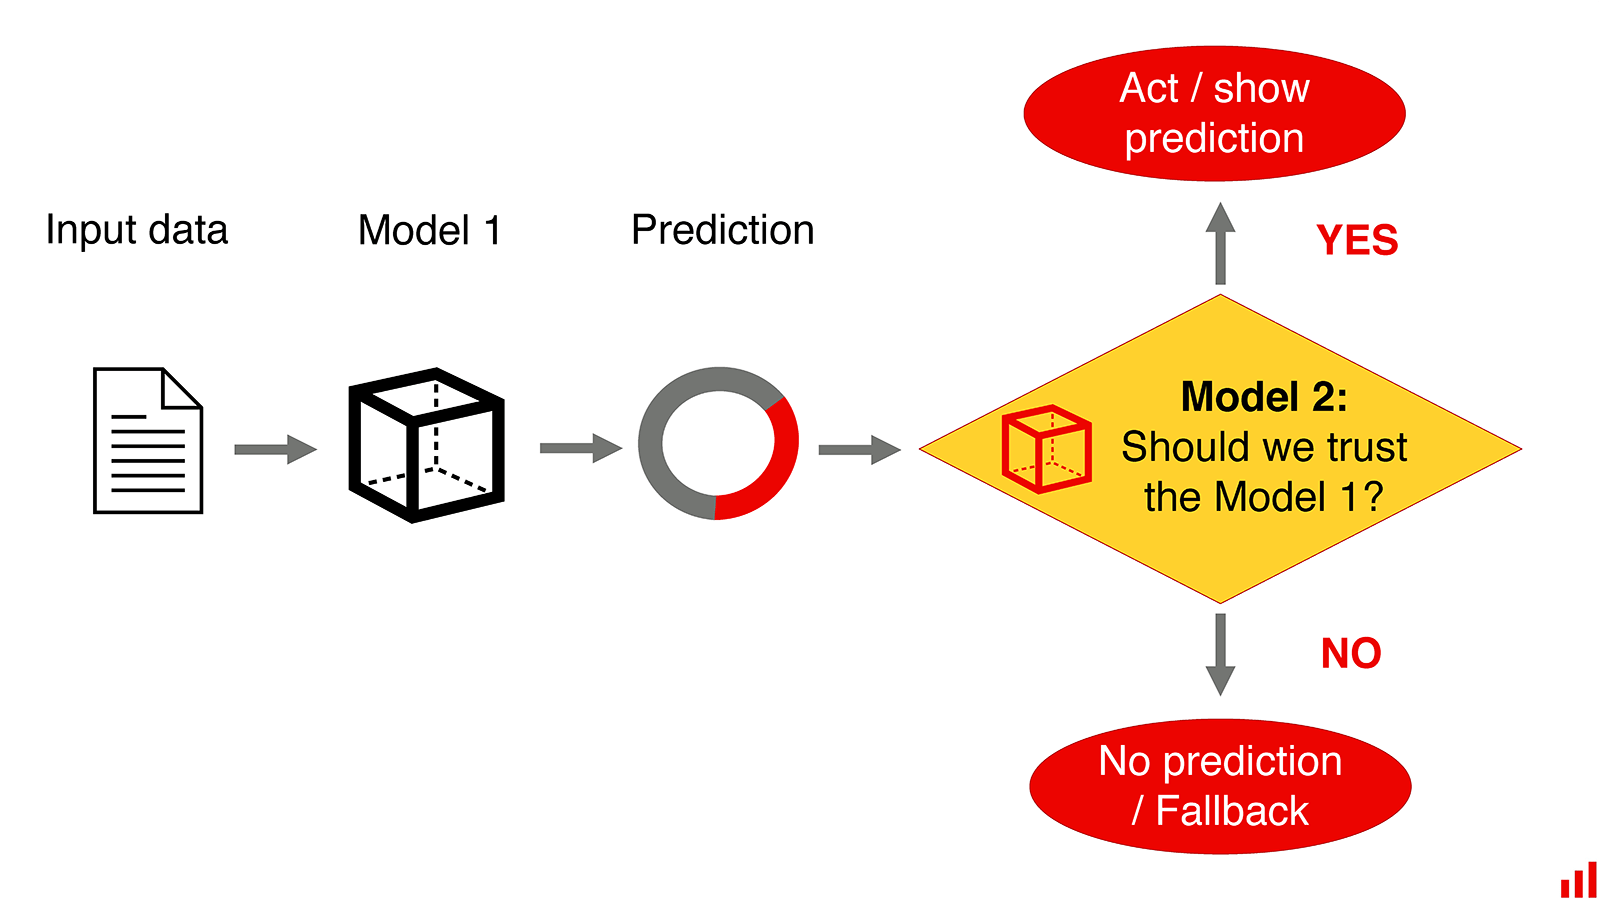 Act / show
prediction
Input data
Model 1
Prediction
YES
Model 2:
Should we trust
the Model 1?
NO
No prediction
/ Fallback